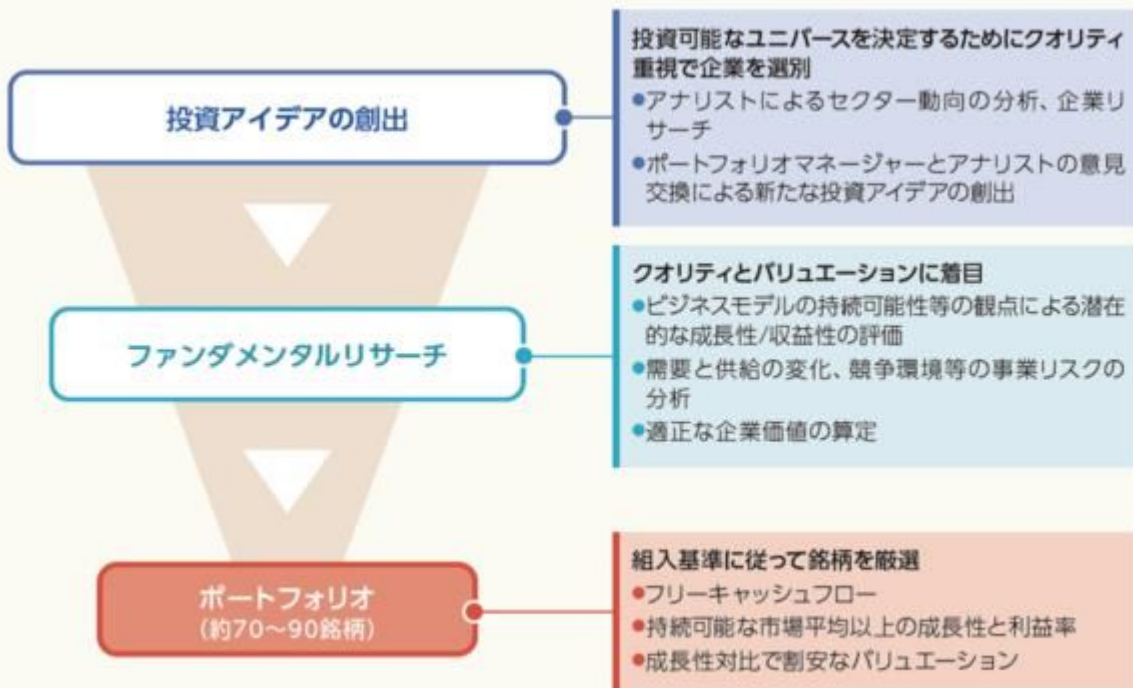 投資アイデアの創出
投資可能なユニバースを決定するためにクオリティ
重視で企業を選別
●アナリストによるセクター動向の分析、企業リ
サーチ
●ポートフォリオマネージャーとアナリストの意見
交換による新たな投資アイデアの創出
ファンダメンタルリサーチ
クオリティとバリュエーションに着目
●ビジネスモデルの持続可能性等の観点による潜在
的な成長性/収益性の評価
●需要と供給の変化、競争環境等の事業リスクの
分析
●適正な企業価値の算定
ポートフォリオ
(約70～90銘柄)
組入基準に従って銘柄を厳選
●フリーキャッシュフロー
●持続可能な市場平均以上の成長性と利益率
●成長性対比で割安なバリュエーション